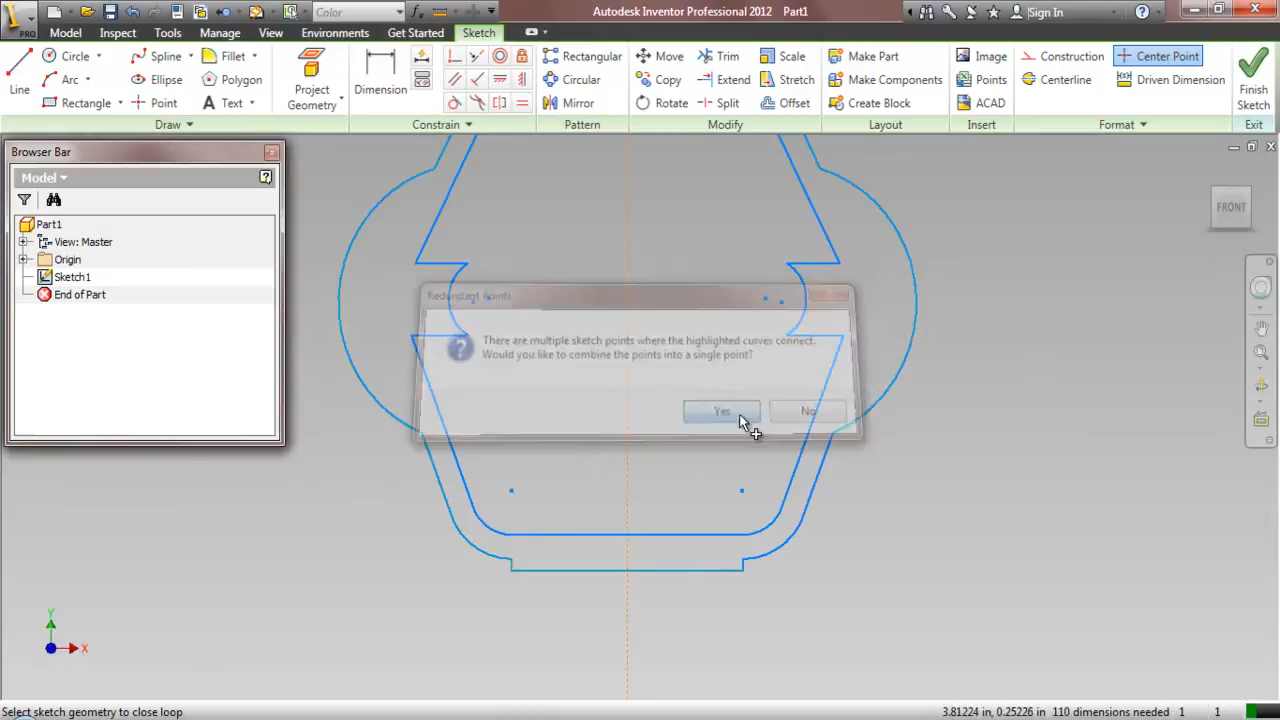 Color
Autodesk Inventor Professional 2012 Part1
Sign In
PRO
Model Inspect Tools Manage View Environments Get Started Sketch
Line
Circle
Spline
Fillet
Arc
Ellipse
Polygon
Rectangle
Point
Text
Draw
Project
Geometry
Dimension
Constrain
Rectangular
Circular
Mirror
Pattern
Move
Trim
Scale
Copy
Extend
Stretch
Rotate
Split
Offset
Modify
Make Part
Make Components
Create Block
Layout
Image
Points
ACAD
Insert
Construction
Center Point
Centerline
Driven Dimension
Format
Finish
Sketch
Exit
Browser Bar
Model
Part1
View: Master
Origin
Sketch1
End of Part
FRONT
Redundant Points
There are multiple sketch points where the highlighted curves connect.
Would you like to combine the points into a single point?
Yes
No
Y
X
Select sketch geometry to close loop
3.81224 in, 0.25226 in 110 dimensions needed 1 1